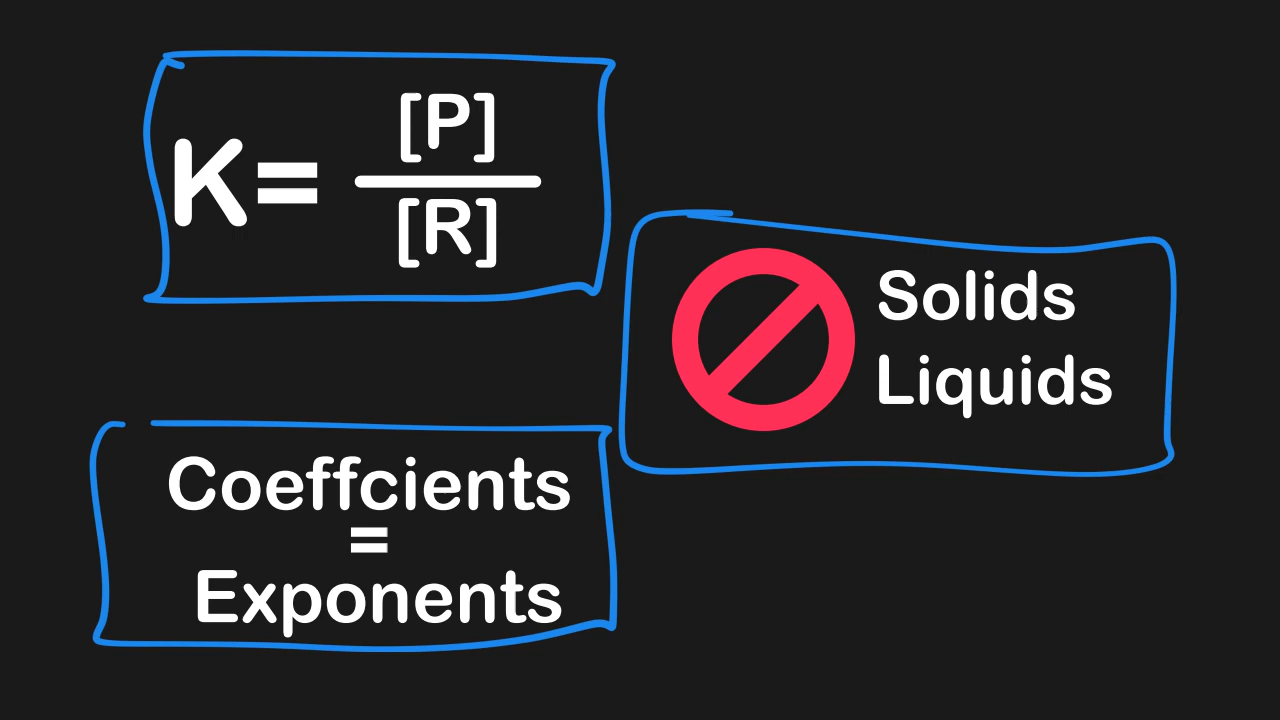 K= [P]
[R]
Solids
Liquids
Coeffcients
=
Exponents